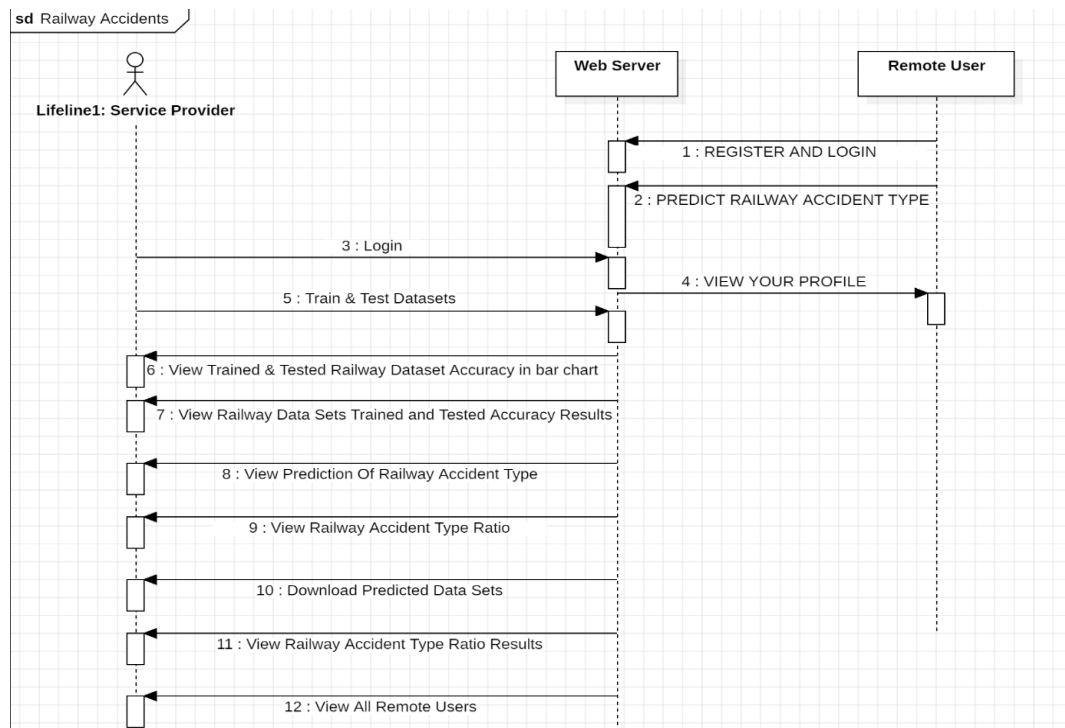 sd Railway Accidents
Web Server
Remote User
Lifeline1: Service Provider
1 : REGISTER AND LOGIN
2 : PREDICT RAILWAY ACCIDENT TYPE
3 : Login
4 : VIEW YOUR PROFILE
5 : Train & Test Datasets
6 : View Trained & Tested Railway Dataset Accuracy in bar chart
7 : View Railway Data Sets Trained and Tested Accuracy Results
8 : View Prediction Of Railway Accident Type
9 : View Railway Accident Type Ratio
10 : Download Predicted Data Sets
11 : View Railway Accident Type Ratio Results
12 : View All Remote Users